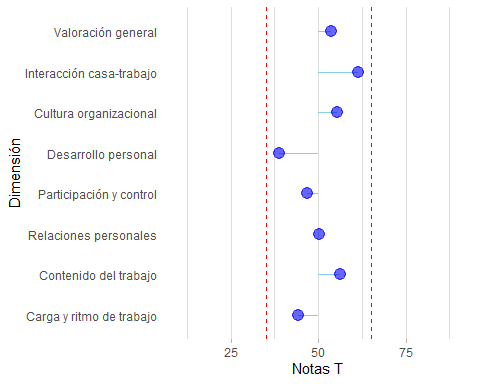 Valoración general
Interacción casa-trabajo
Cultura organizacional
Desarrollo personal
Participación y control
Relaciones personales
Contenido del trabajo
Carga y ritmo de trabajo
Dimensión
25 50 75
Notas T